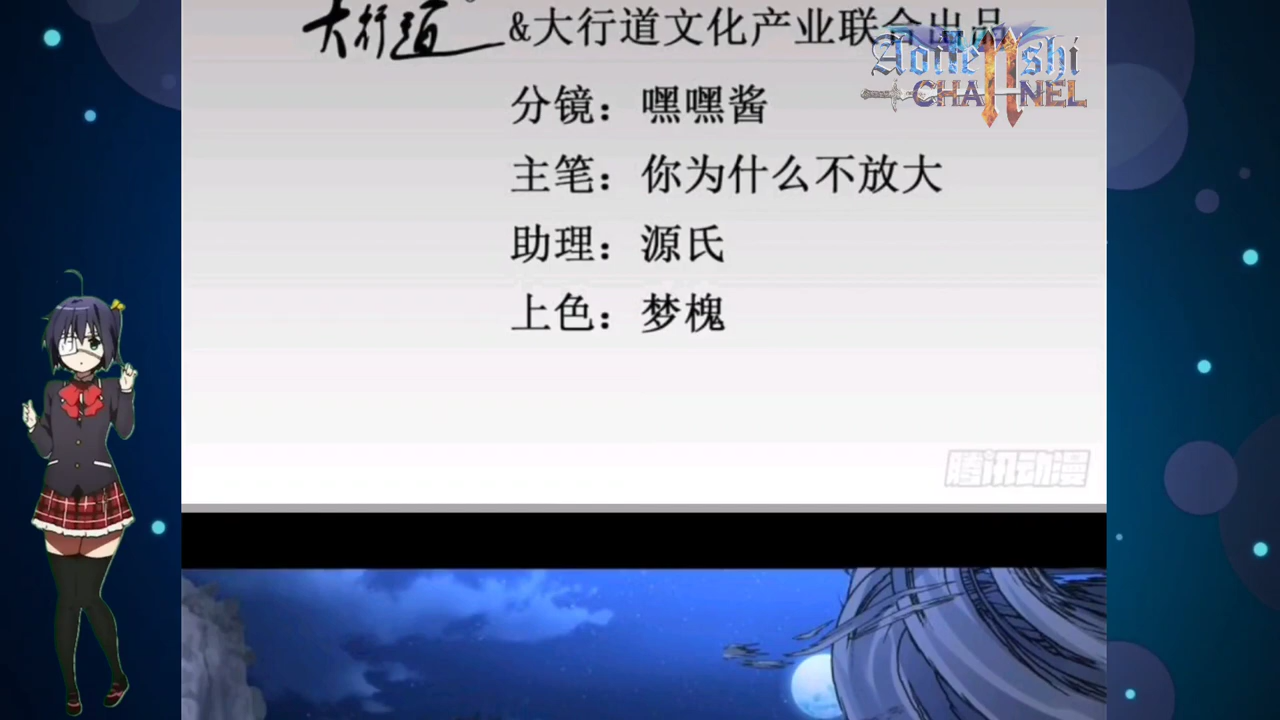 大行道 &大行道文化产业联合出品
分镜：嘿嘿酱
主笔：你为什么不放大
助理：源氏
上色：梦槐
腾讯动漫
CHANNEL